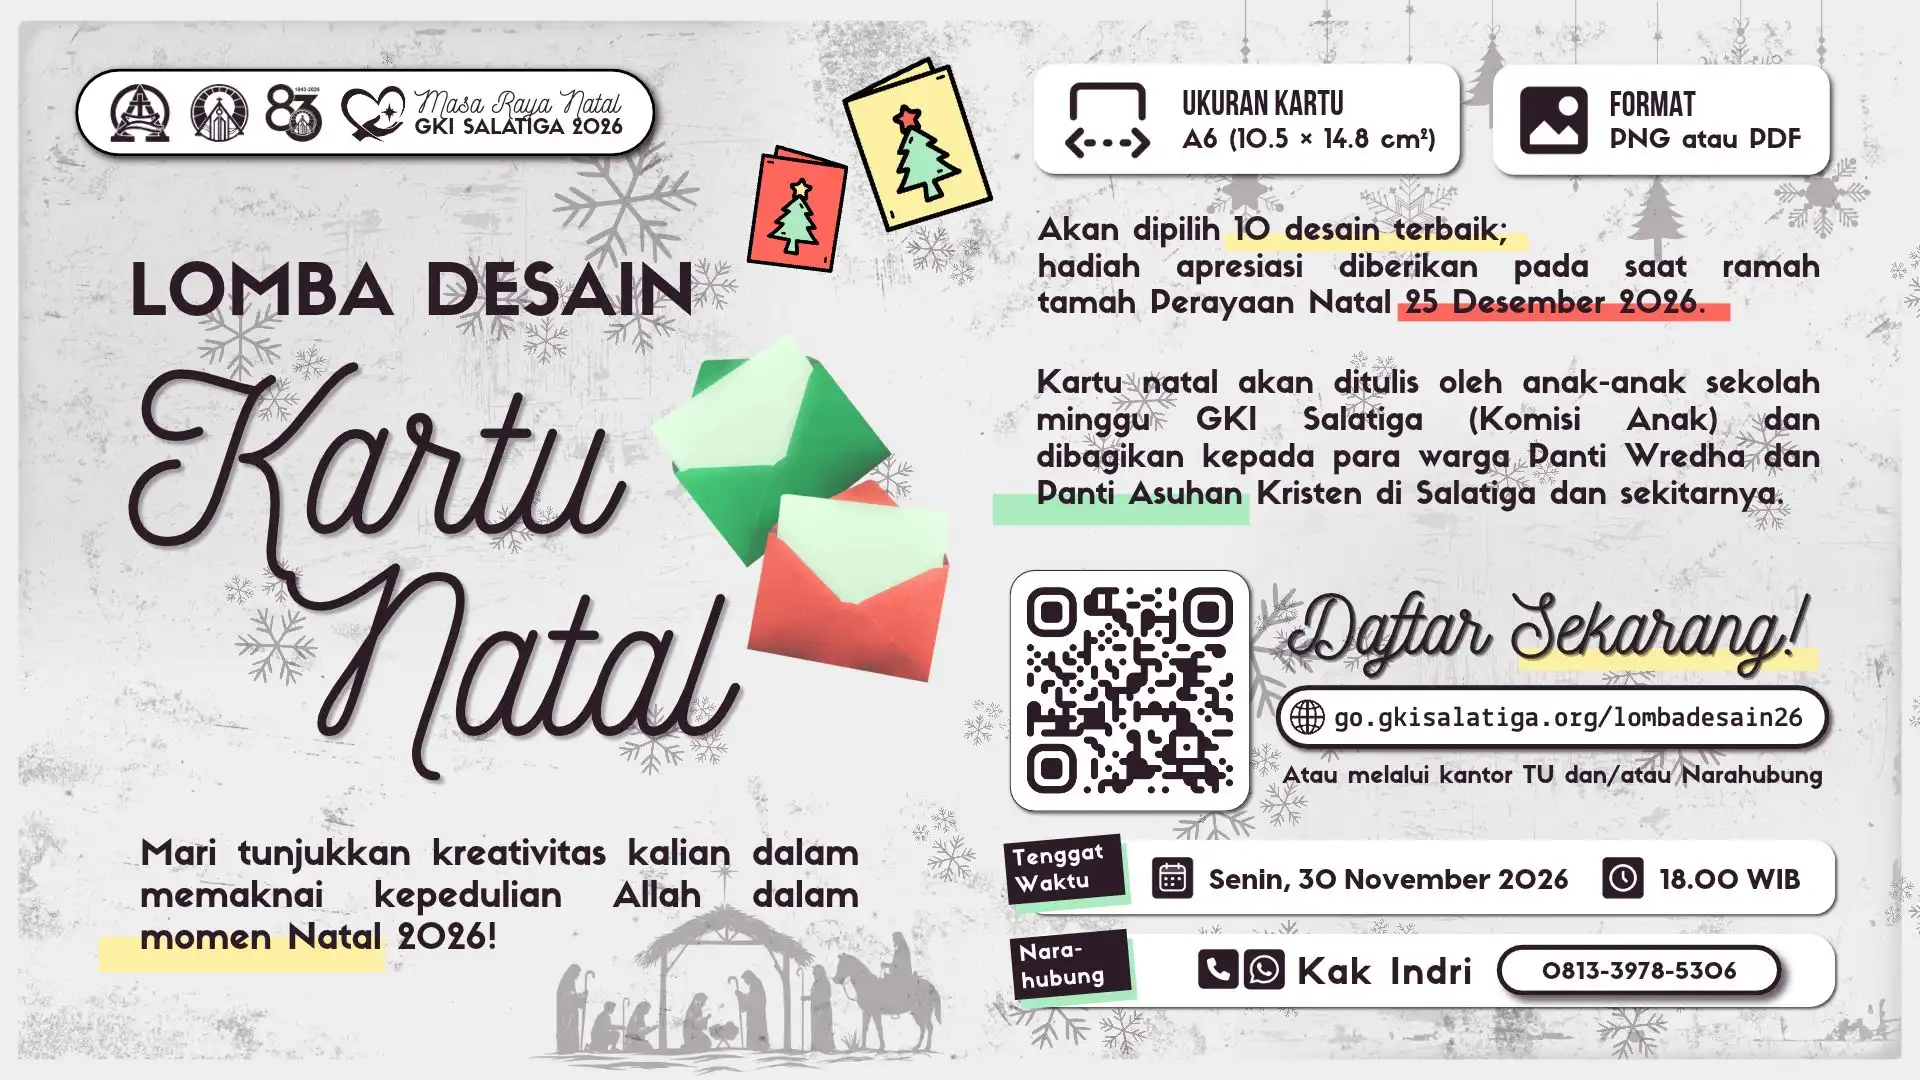 83
1943-2026
Masa Raya Natal
GKI SALATIGA 2026
LOMBA DESAIN
Kartu
Natal
Mari tunjukkan kreativitas kalian dalam
memaknai kepedulian Allah dalam
momen Natal 2026!
UKURAN KARTU
A6 (10.5 × 14.8 cm²)
FORMAT
PNG atau PDF
Akan dipilih 10 desain terbaik;
hadiah apresiasi diberikan pada saat ramah
tamah Perayaan Natal 25 Desember 2026.
Kartu natal akan ditulis oleh anak-anak sekolah
minggu GKI Salatiga (Komisi Anak) dan
dibagikan kepada para warga Panti Wredha dan
Panti Asuhan Kristen di Salatiga dan sekitarnya.
Daftar Sekarang!
go.gkisalatiga.org/lombadesain26
Atau melalui kantor TU dan/atau Narahubung
Tenggat
Waktu
Senin, 30 November 2026
18.00 WIB
Nara-
hubung
Kak Indri
0813-3978-5306